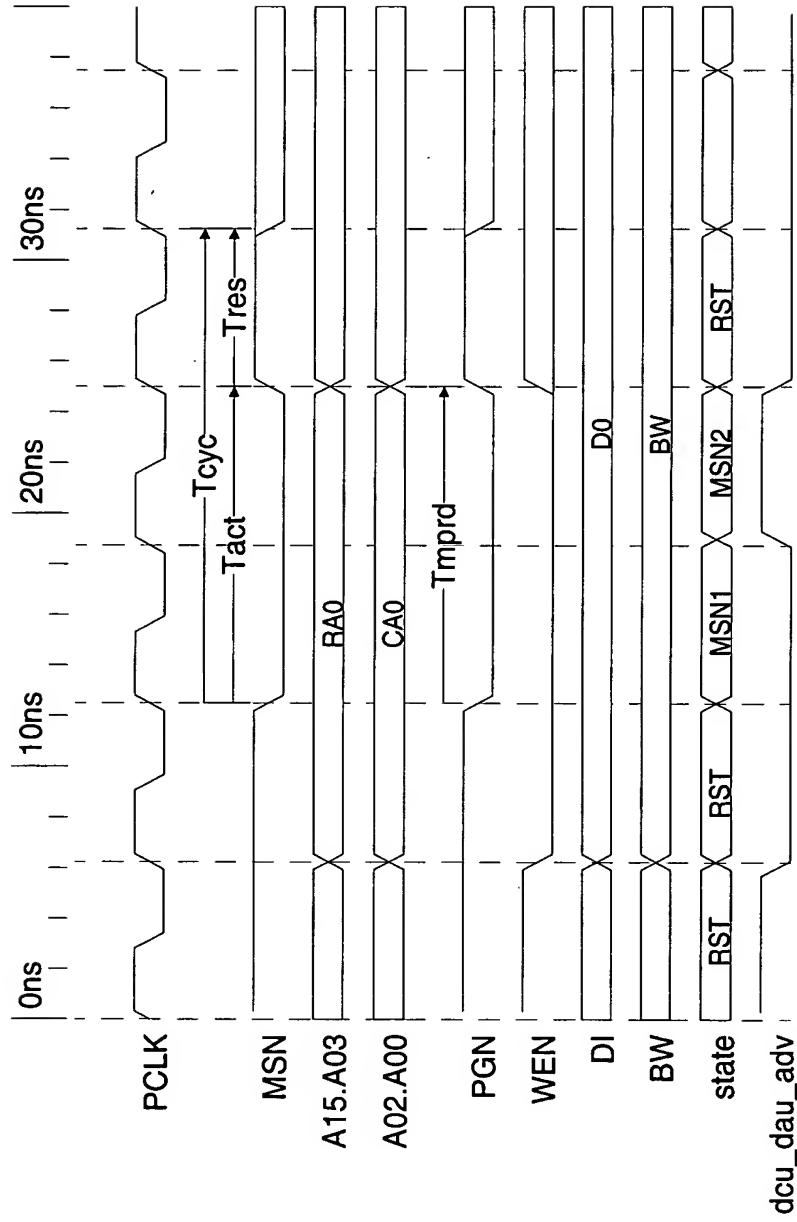 0ns 10ns 20ns 30ns
PCLK
Tcyc
Tact Tres
MSN
A15.A03 RA0
A02.A00 CA0
Tmprd
PGN
WEN
DI D0
BW BW
state RST RST MSN1 MSN2 RST
dcu_dau_adv